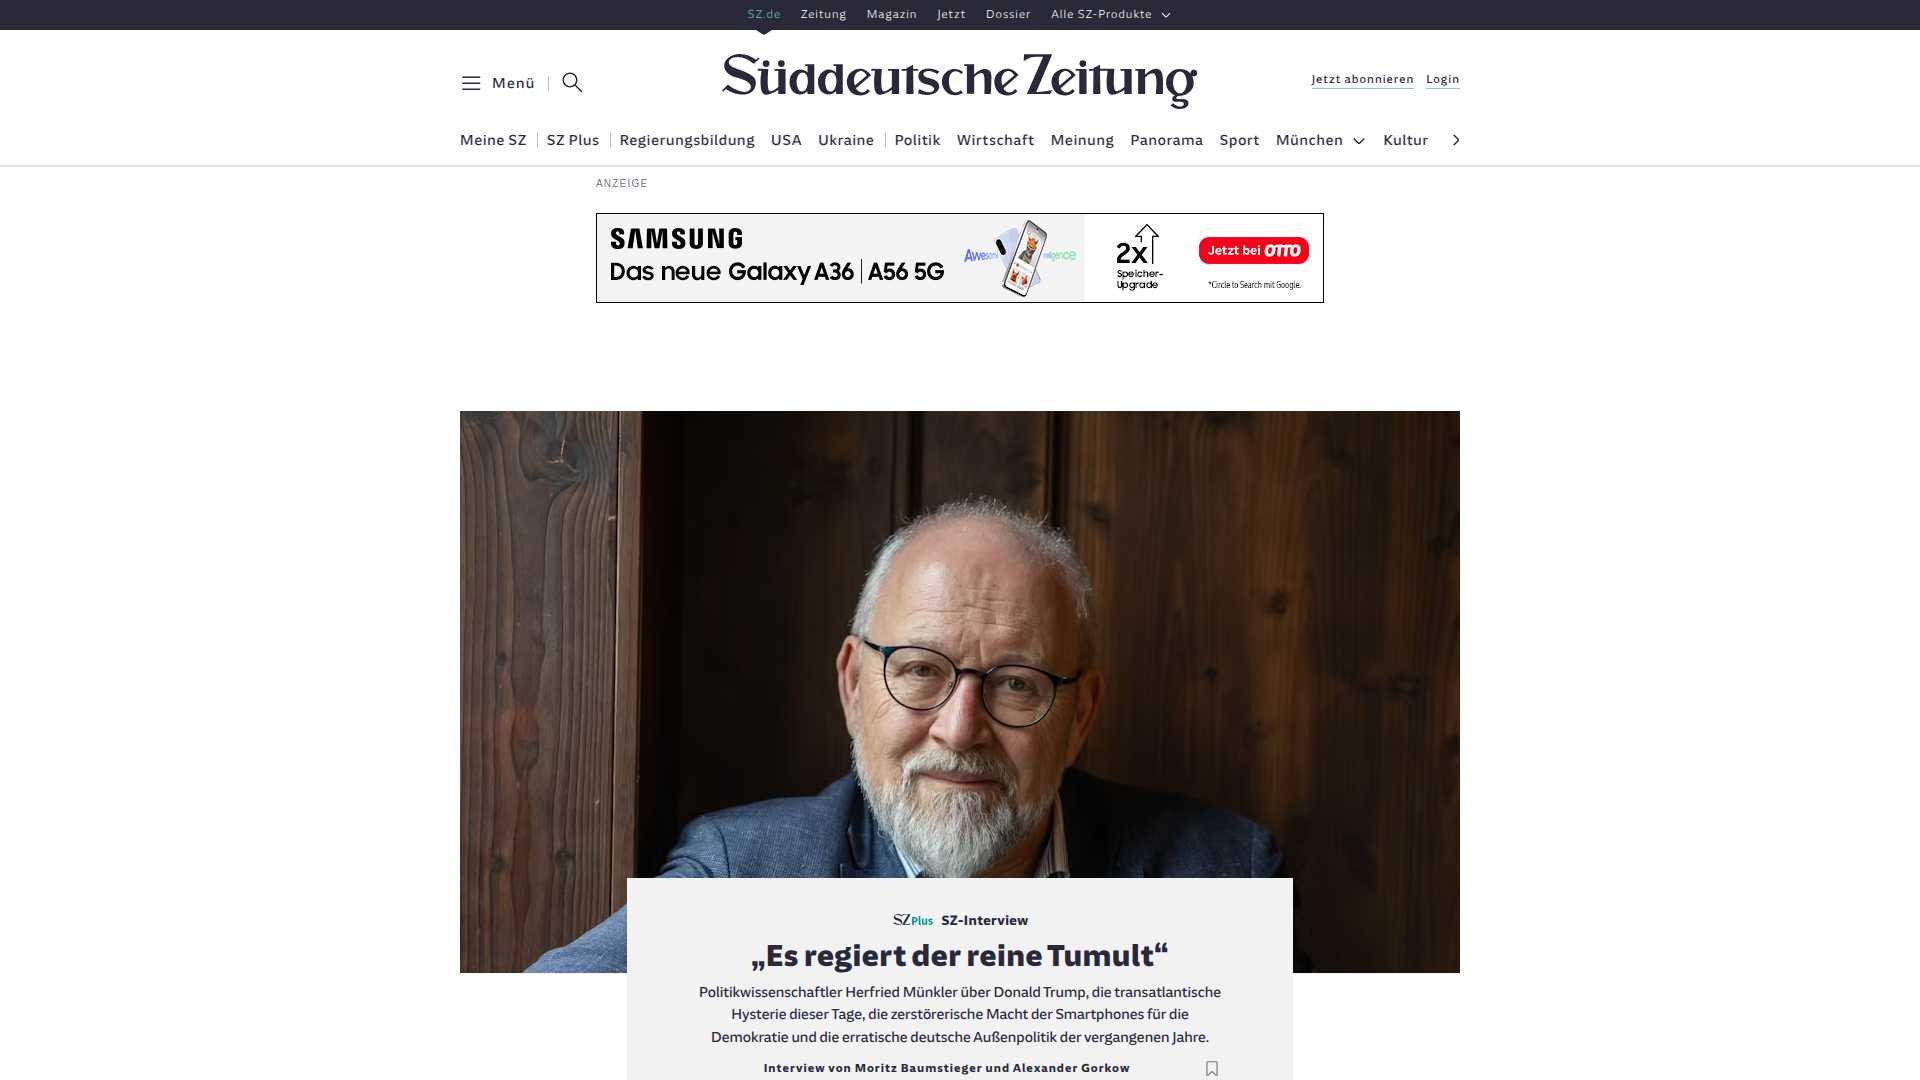 SZ.de Zeitung Magazin Jetzt Dossier Alle SZ-Produkte
Menü
Süddeutsche Zeitung
Jetzt abonnieren Login
Meine SZ SZ Plus Regierungsbildung USA Ukraine Politik Wirtschaft Meinung Panorama Sport München Kultur
ANZEIGE
SAMSUNG
Das neue Galaxy A36 | A56 5G
2x
Speicher-
Upgrade
Jetzt bei OTTO
*Circle to Search mit Google.
SZ Plus SZ-Interview
„Es regiert der reine Tumult“
Politikwissenschaftler Herfried Münkler über Donald Trump, die transatlantische
Hysterie dieser Tage, die zerstörerische Macht der Smartphones für die
Demokratie und die erratische deutsche Außenpolitik der vergangenen Jahre.
Interview von Moritz Baumstieger und Alexander Gorkow